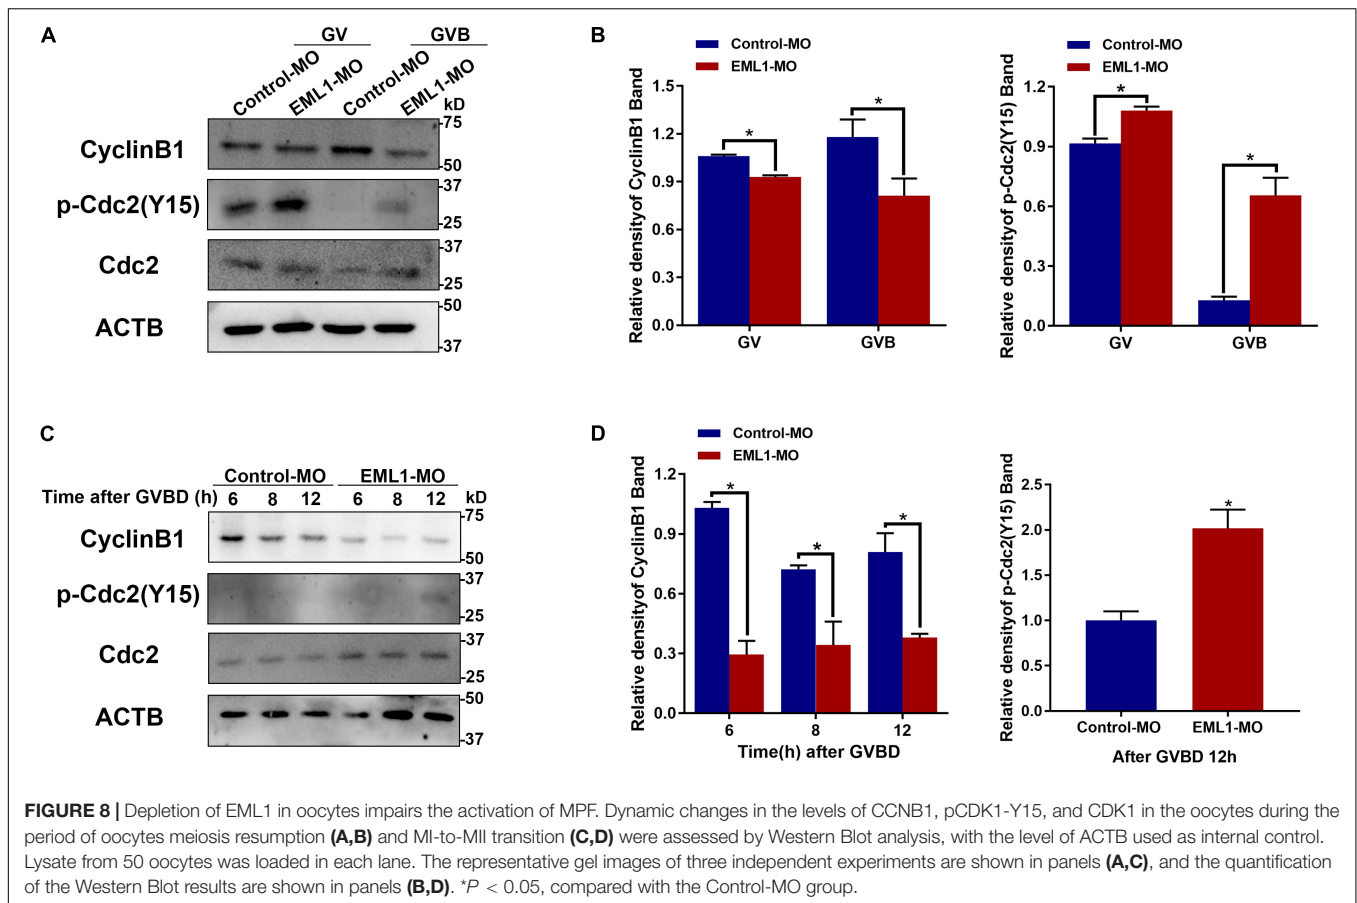 A
GV GVB
Control-MO EML1-MO Control-MO EML1-MO
kD
CyclinB1 -75
-50
p-Cdc2(Y15) -37
-25
Cdc2 -37
-25
ACTB -50
-37
B
Control-MO
EML1-MO
Relative densityof CyclinB1 Band
1.5
1.2
0.9
0.6
0.3
0.0
* *
GV GVB
Control-MO
EML1-MO
Relative densityof p-Cdc2(Y15) Band
1.2
0.9
0.6
0.3
0.0
* *
GV GVB
C
Control-MO EML1-MO
Time after GVBD (h) 6 8 12 6 8 12 kD
CyclinB1 -75
-50
p-Cdc2(Y15) -37
-25
Cdc2 -37
-25
ACTB -50
-37
D
Control-MO
EML1-MO
Relative densityof CyclinB1 Band
1.2
0.9
0.6
0.3
0.0
* * *
6 8 12
Time(h) after GVBD
Relative densityof p-Cdc2(Y15) Band
2.5
2.0
1.5
1.0
0.5
0.0
*
Control-MO EML1-MO
After GVBD 12h
FIGURE 8 | Depletion of EML1 in oocytes impairs the activation of MPF. Dynamic changes in the levels of CCNB1, pCDK1-Y15, and CDK1 in the oocytes during the
period of oocytes meiosis resumption (A,B) and MI-to-MII transition (C,D) were assessed by Western Blot analysis, with the level of ACTB used as internal control.
Lysate from 50 oocytes was loaded in each lane. The representative gel images of three independent experiments are shown in panels (A,C), and the quantification
of the Western Blot results are shown in panels (B,D). *P < 0.05, compared with the Control-MO group.